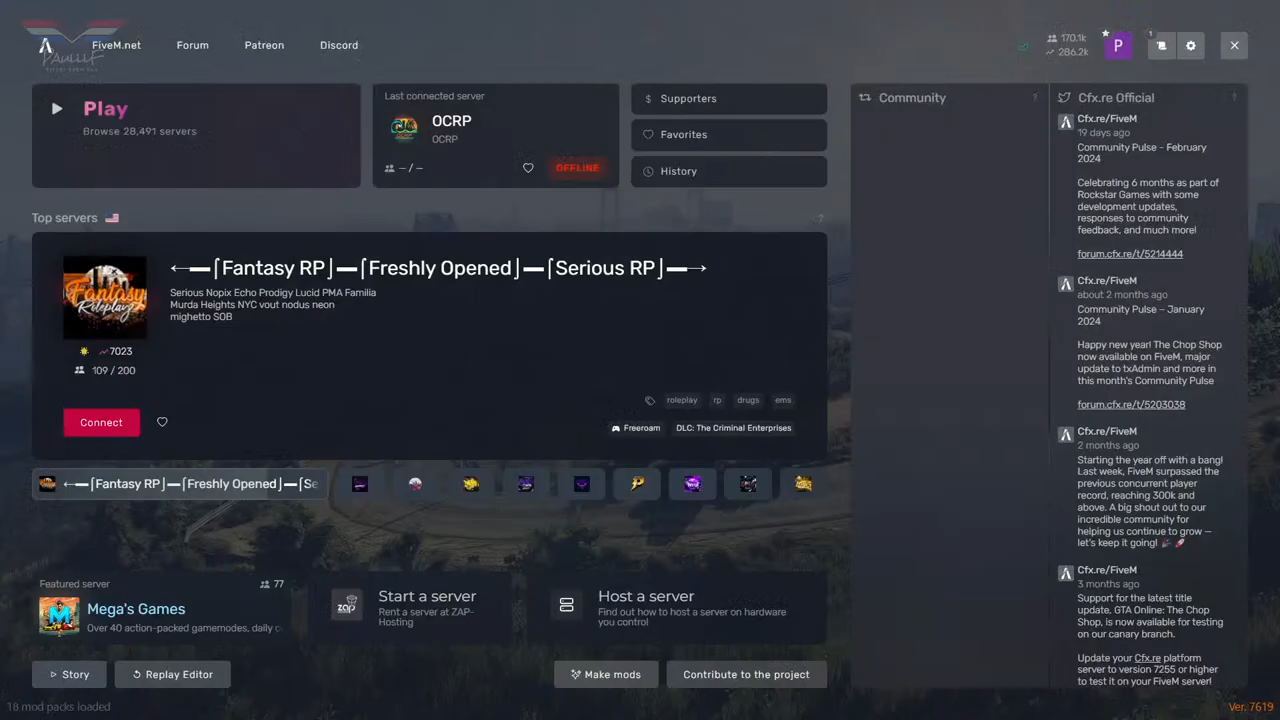 FiveM.net
Forum
Patreon
Discord
170.1k
286.2k
P
1
Play
Browse 28,491 servers
Last connected server
OCRP
OCRP
– / –
OFFLINE
$ Supporters
Favorites
History
Community
?
Cfx.re Official
Top servers
?
←▬⌈Fantasy RP⌋▬⌈Freshly Opened⌋▬⌈Serious RP⌋▬→
Serious Nopix Echo Prodigy Lucid PMA Familia
Murda Heights NYC vout nodus neon
mighetto SOB
Fantasy
Roleplay
7023
109 / 200
Connect
roleplay rp drugs ems
Freeroam
DLC: The Criminal Enterprises
←▬⌈Fantasy RP⌋▬⌈Freshly Opened⌋▬⌈Se
Featured server
77
Mega's Games
Over 40 action-packed gamemodes, daily c
zap
Start a server
Rent a server at ZAP-
Hosting
Host a server
Find out how to host a server on hardware
you control
Story
Replay Editor
Make mods
Contribute to the project
Cfx.re/FiveM
19 days ago
Community Pulse - February
2024
Celebrating 6 months as part of
Rockstar Games with some
development updates,
responses to community
feedback, and much more!
forum.cfx.re/t/5214444
Cfx.re/FiveM
about 2 months ago
Community Pulse – January
2024
Happy new year! The Chop Shop
now available on FiveM, major
update to txAdmin and more in
this month's Community Pulse
forum.cfx.re/t/5203038
Cfx.re/FiveM
2 months ago
Starting the year off with a bang!
Last week, FiveM surpassed the
previous concurrent player
record, reaching 300k and
above. A big shout out to our
incredible community for
helping us continue to grow —
let's keep it going! 🎉 🚀
Cfx.re/FiveM
3 months ago
Support for the latest title
update, GTA Online: The Chop
Shop, is now available for testing
on our canary branch.
Update your Cfx.re platform
server to version 7255 or higher
to test it on your FiveM server!
18 mod packs loaded
Ver. 7619